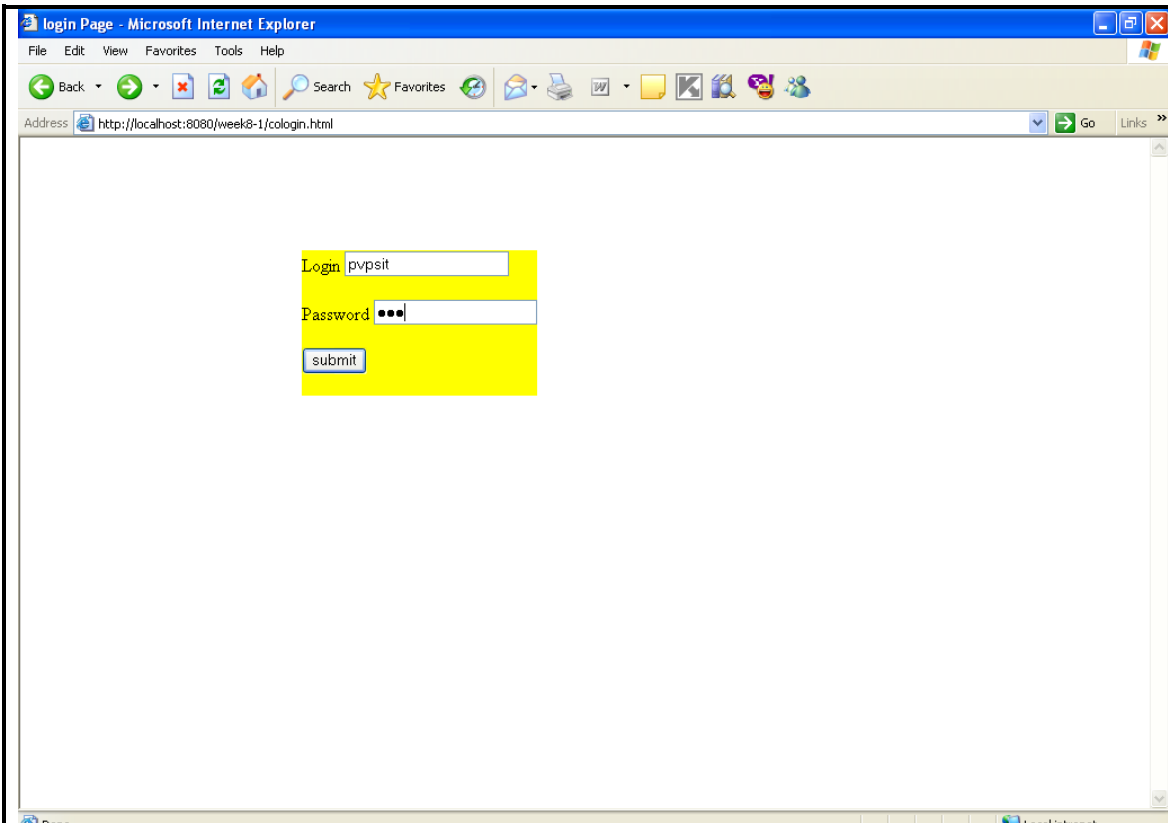 login Page - Microsoft Internet Explorer
File Edit View Favorites Tools Help
Back Search Favorites
Address http://localhost:8080/week8-1/cologin.html Go Links »
Login pvpsit
Password •••
submit